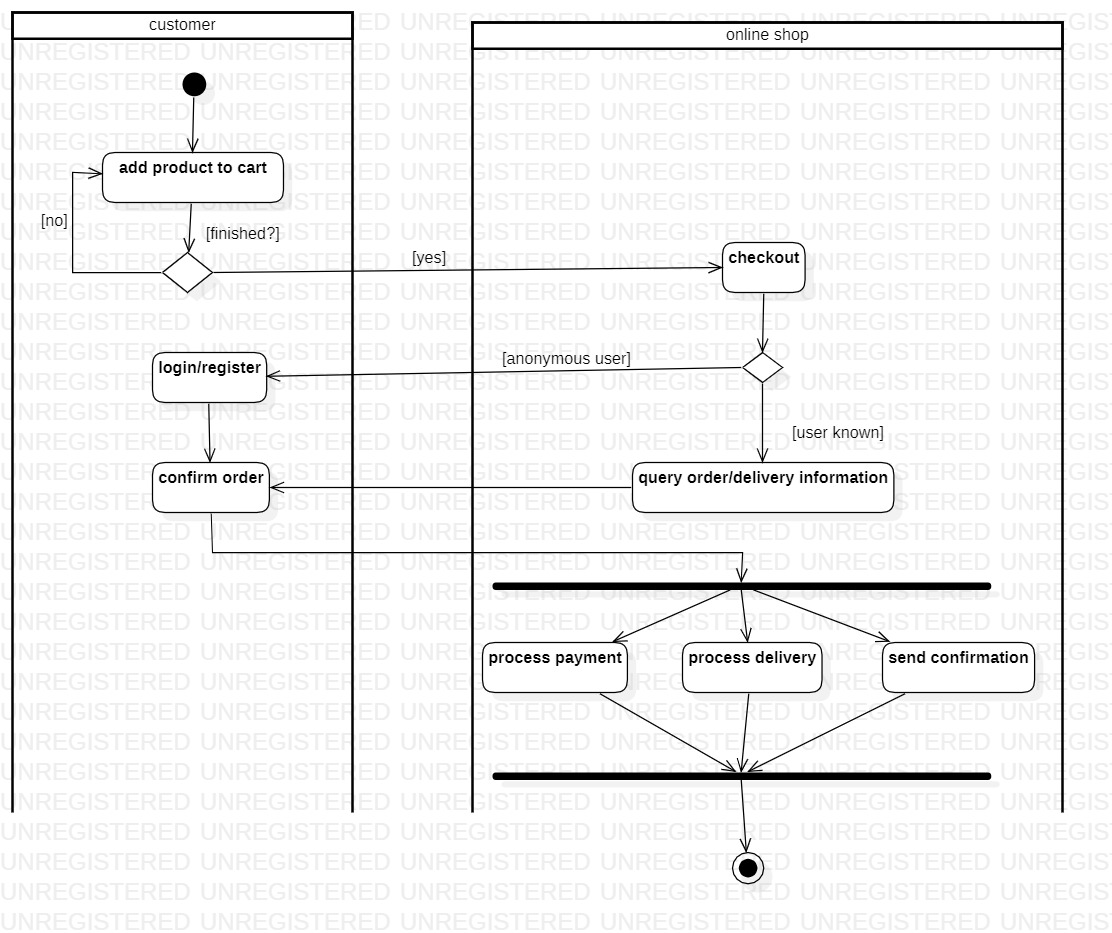 customer
online shop
add product to cart
[no]
[finished?]
[yes]
checkout
[anonymous user]
login/register
[user known]
confirm order
query order/delivery information
process payment
process delivery
send confirmation
UNREGISTERED